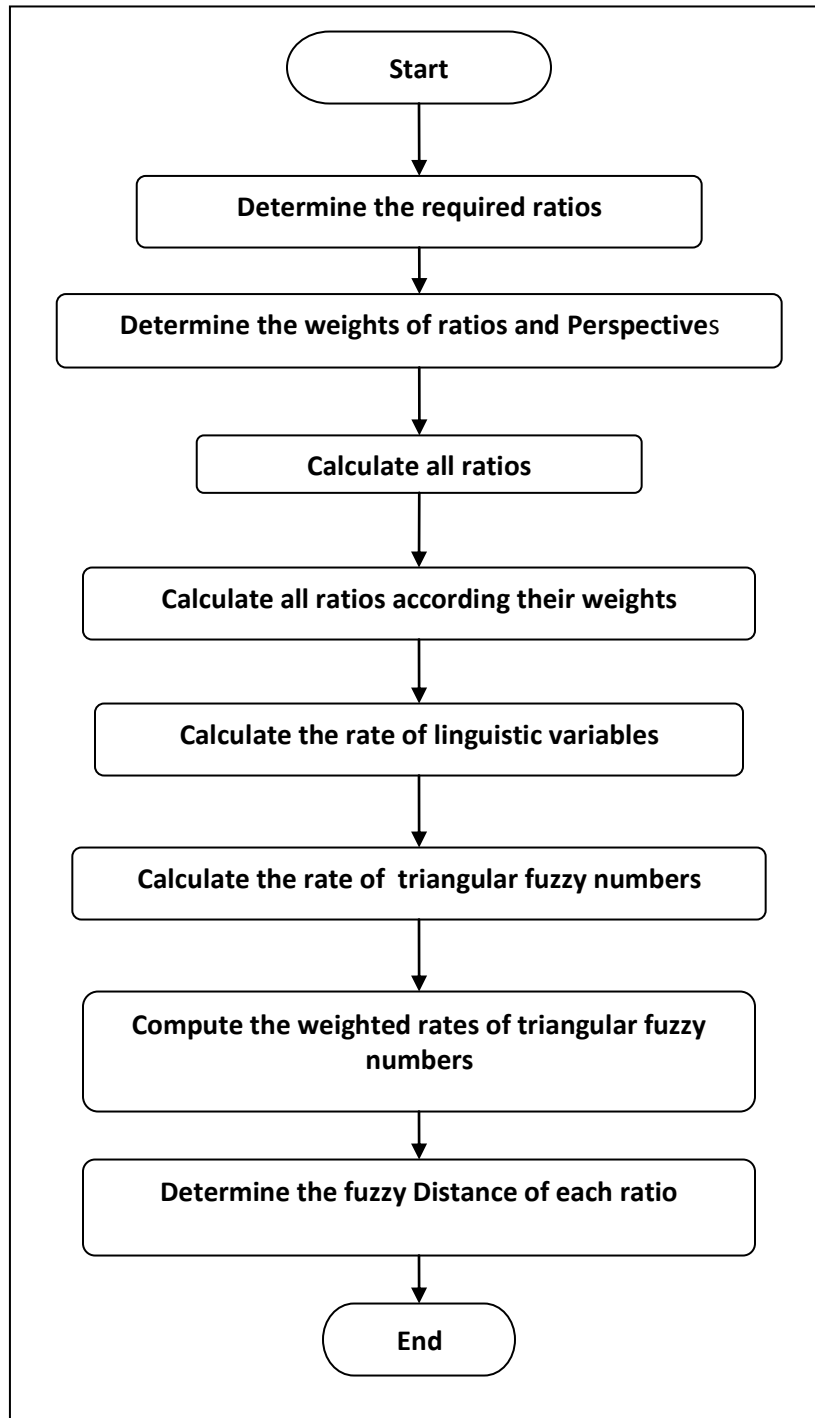 Start
Determine the required ratios
Determine the weights of ratios and Perspectives
Calculate all ratios
Calculate all ratios according their weights
Calculate the rate of linguistic variables
Calculate the rate of  triangular fuzzy numbers
Compute the weighted rates of triangular fuzzy
numbers
Determine the fuzzy Distance of each ratio
End